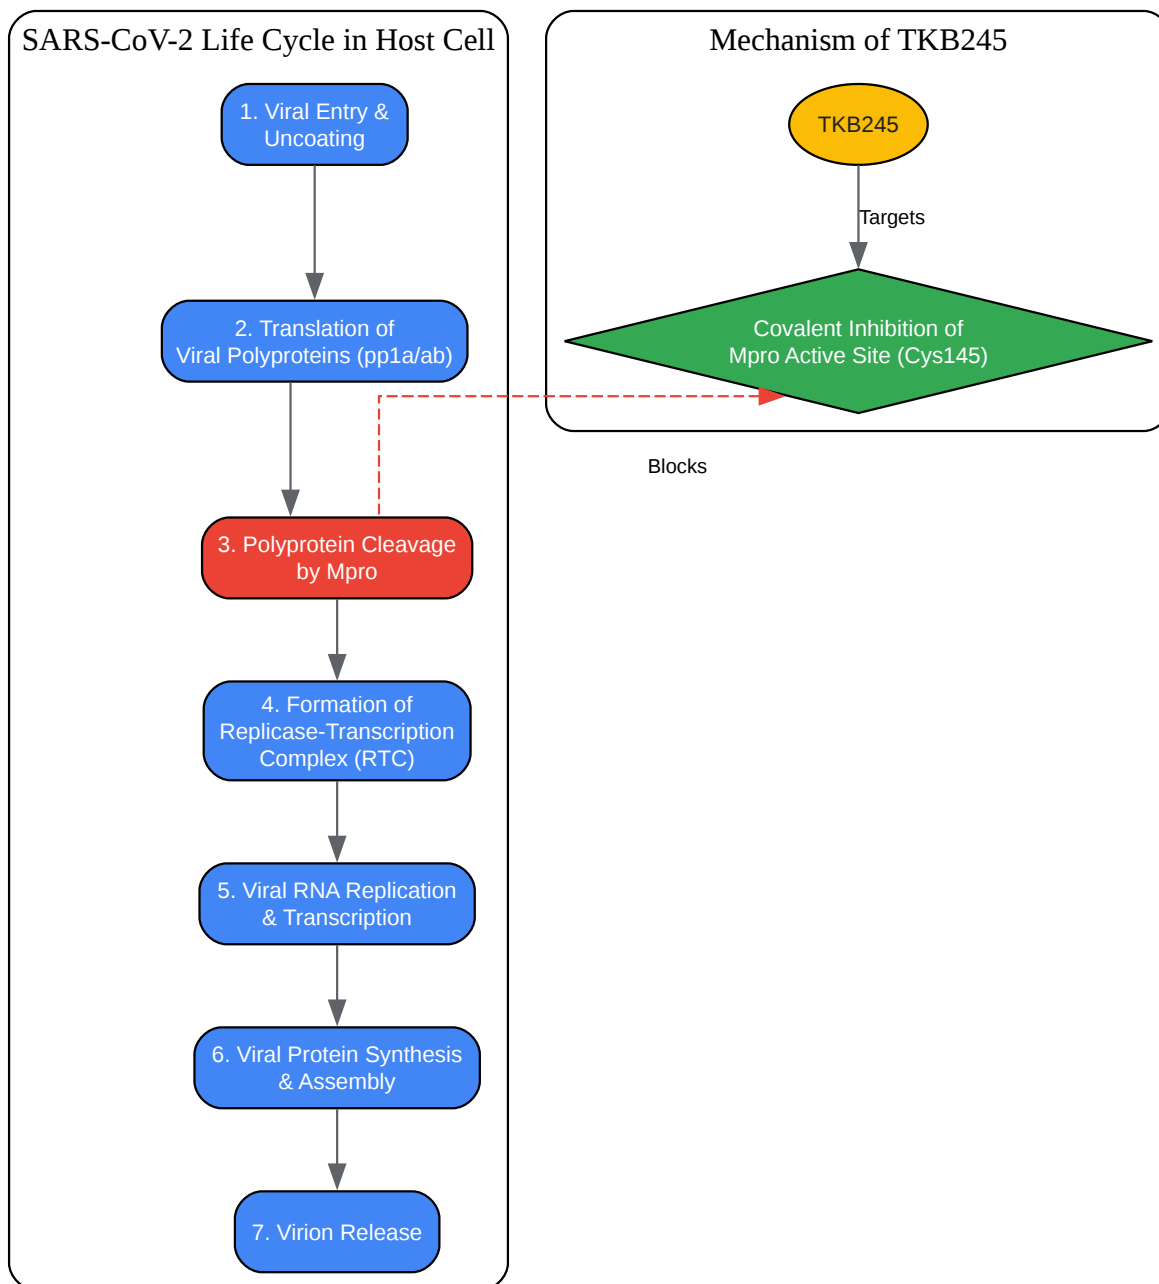 SARS-CoV-2 Life Cycle in Host Cell
1. Viral Entry &
Uncoating
2. Translation of
Viral Polyproteins (pp1a/ab)
3. Polyprotein Cleavage
by Mpro
4. Formation of
Replicase-Transcription
Complex (RTC)
5. Viral RNA Replication
& Transcription
6. Viral Protein Synthesis
& Assembly
7. Virion Release
Mechanism of TKB245
TKB245
Targets
Covalent Inhibition of
Mpro Active Site (Cys145)
Blocks